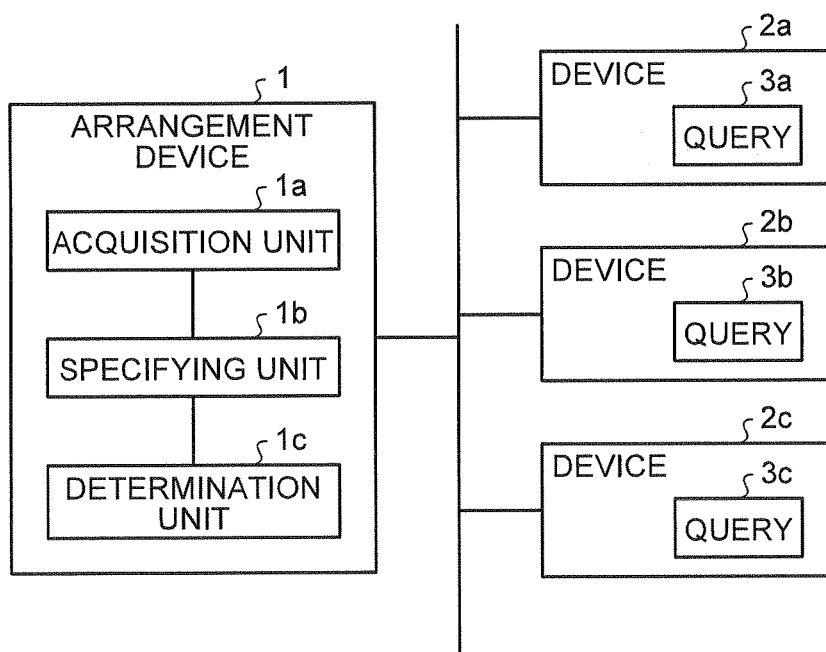 1
ARRANGEMENT
DEVICE
1a
ACQUISITION UNIT
1b
SPECIFYING UNIT
1c
DETERMINATION
UNIT
2a
DEVICE
3a
QUERY
2b
DEVICE
3b
QUERY
2c
DEVICE
3c
QUERY